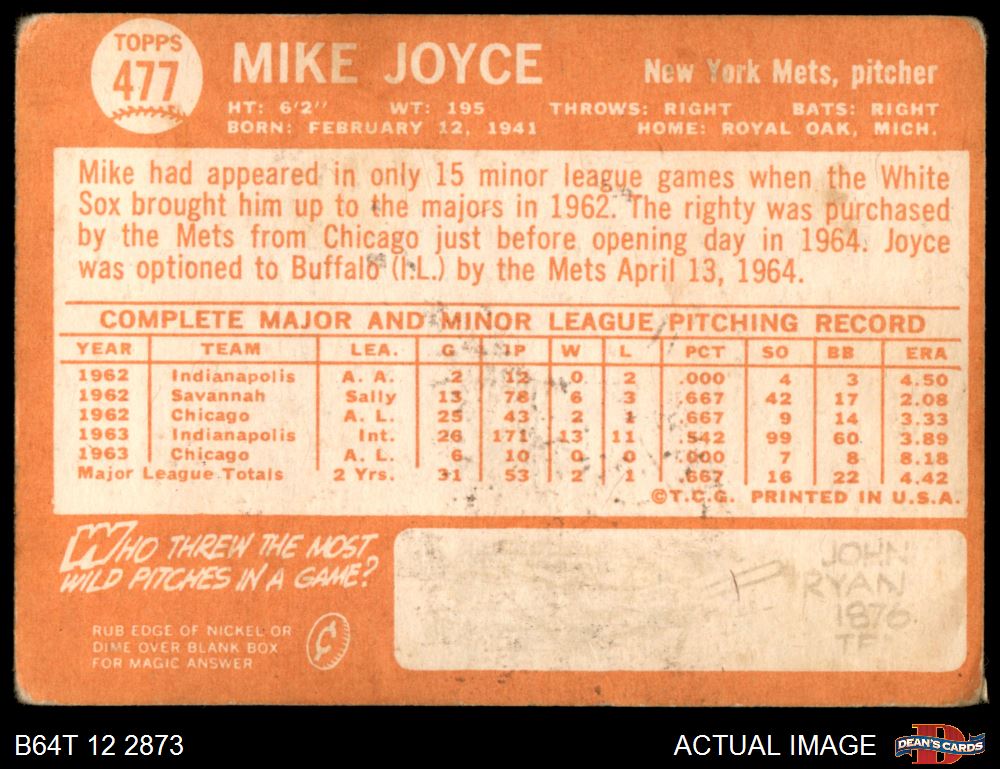 TOPPS
477
MIKE JOYCE
New York Mets, pitcher
HT: 6'2" WT: 195 THROWS: RIGHT BATS: RIGHT
BORN: FEBRUARY 12, 1941 HOME: ROYAL OAK, MICH.
Mike had appeared in only 15 minor league games when the White
Sox brought him up to the majors in 1962. The righty was purchased
by the Mets from Chicago just before opening day in 1964. Joyce
was optioned to Buffalo (I.L.) by the Mets April 13, 1964.
COMPLETE MAJOR AND MINOR LEAGUE PITCHING RECORD
YEAR TEAM LEA. G IP W L PCT SO BB ERA
1962 Indianapolis A. A. 2 12 0 2 .000 4 3 4.50
1962 Savannah Sally 13 78 6 3 .667 42 17 2.08
1962 Chicago A. L. 25 43 2 1 .667 9 14 3.33
1963 Indianapolis Int. 26 171 13 11 .542 99 60 3.89
1963 Chicago A. L. 6 10 0 0 .000 7 8 8.18
Major League Totals 2 Yrs. 31 53 2 1 .667 16 22 4.42
©T.C.G. PRINTED IN U.S.A.
WHO THREW THE MOST
WILD PITCHES IN A GAME?
RUB EDGE OF NICKEL OR
DIME OVER BLANK BOX
FOR MAGIC ANSWER
JOHN
RYAN
1876
B64T 12 2873
ACTUAL IMAGE
DEAN'S CARDS